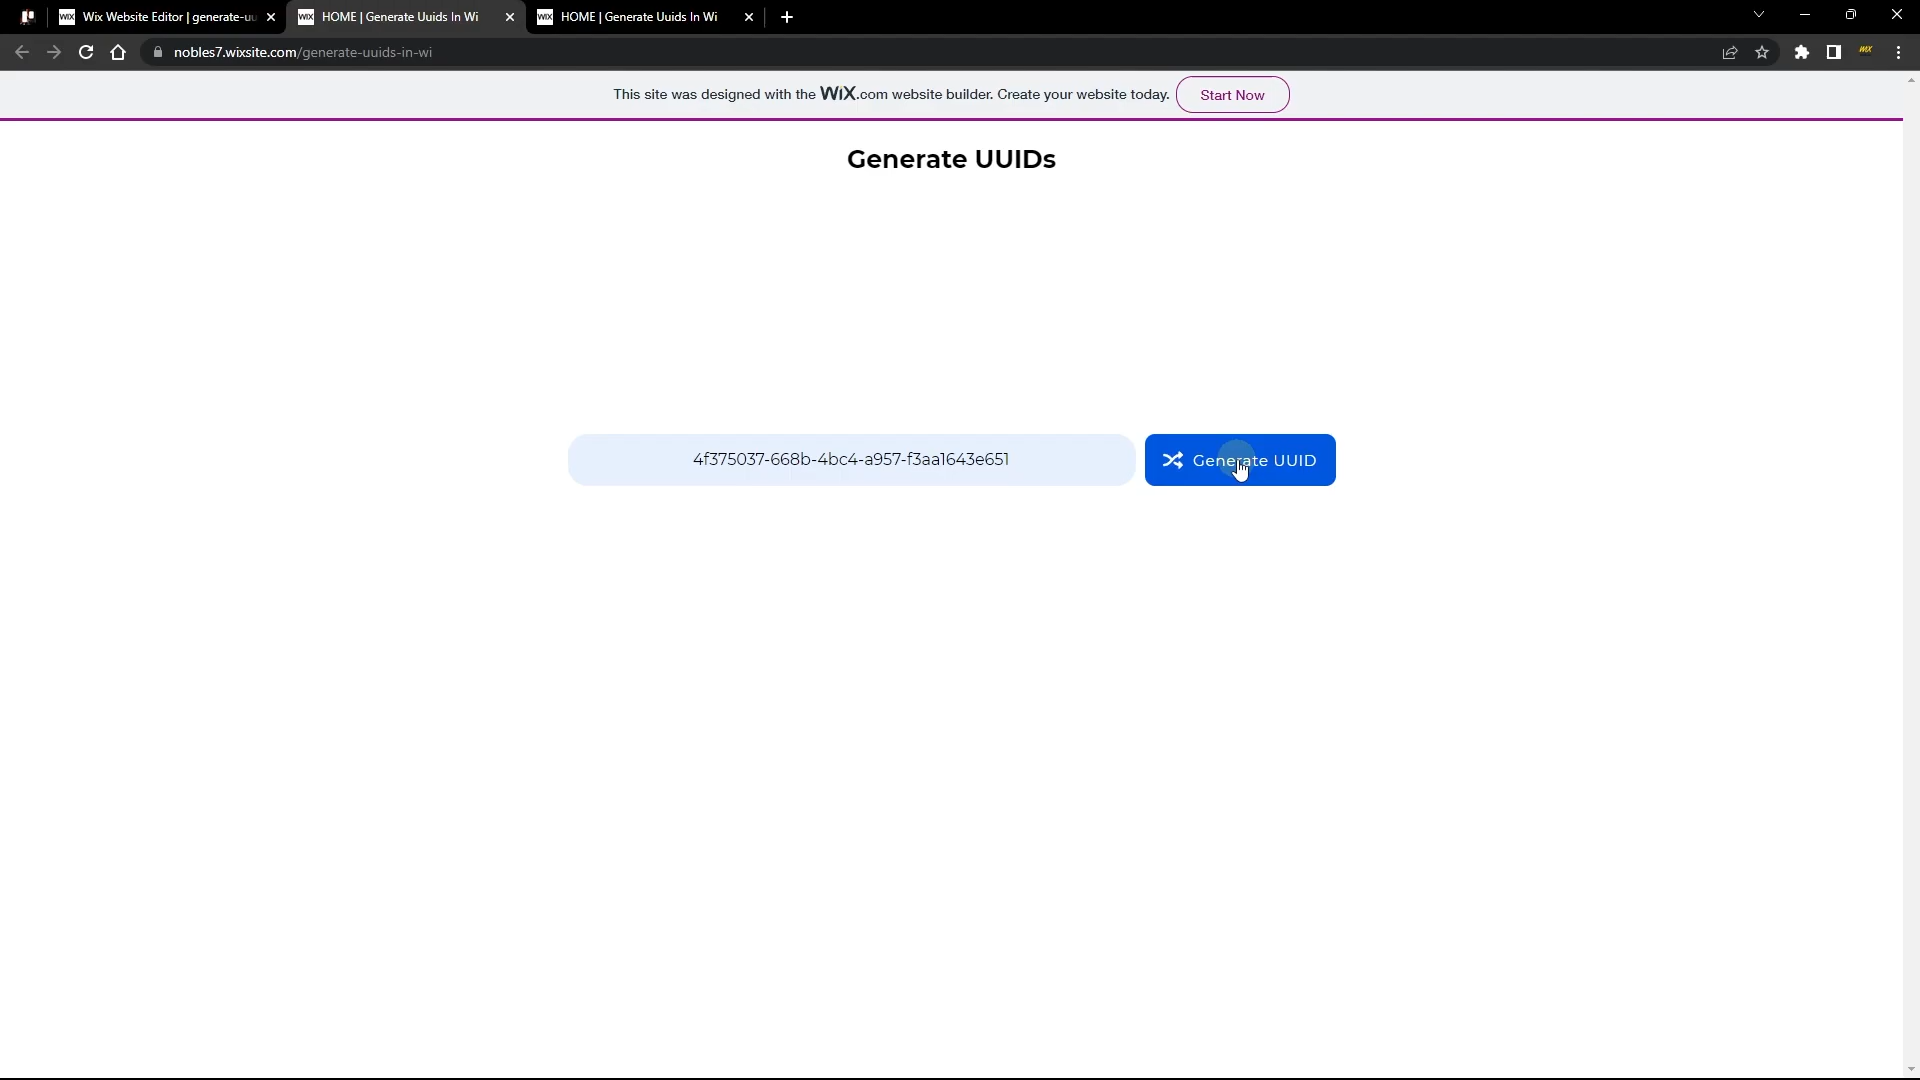 Wix Website Editor | generate-uu
HOME | Generate Uuids In Wi
HOME | Generate Uuids In Wi
nobles7.wixsite.com/generate-uuids-in-wi
This site was designed with the WiX.com website builder. Create your website today.
Start Now
Generate UUIDs
4f375037-668b-4bc4-a957-f3aa1643e651
Generate UUID